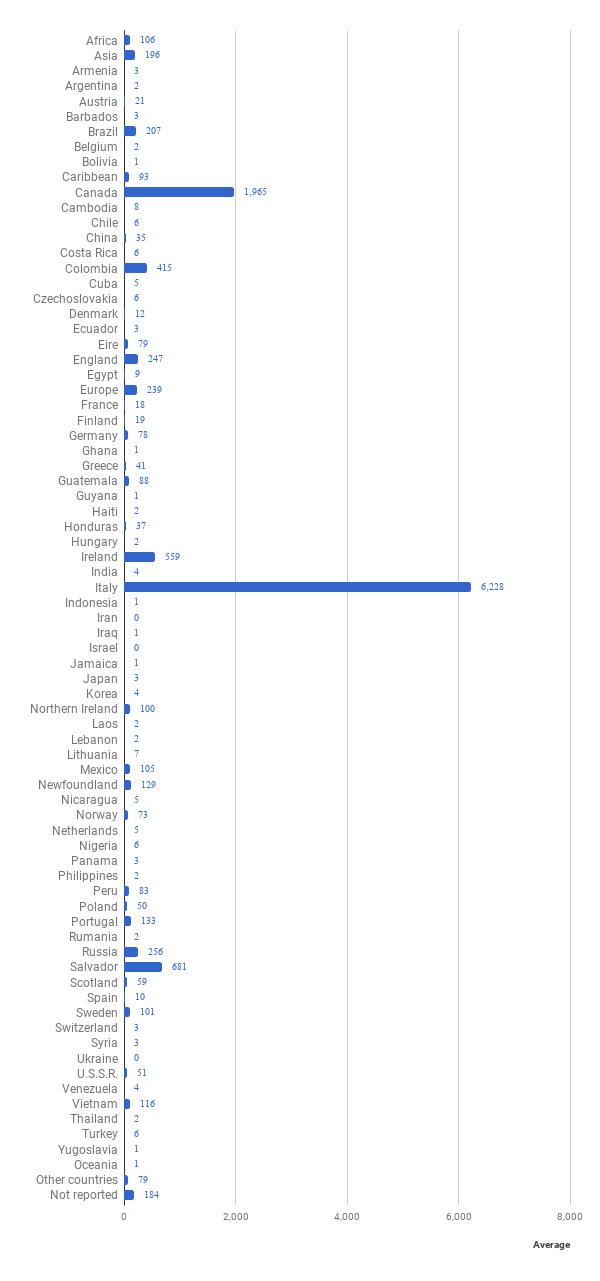 Africa 106
Asia 196
Armenia 3
Argentina 2
Austria 21
Barbados 3
Brazil 207
Belgium 2
Bolivia 1
Caribbean 93
Canada 1,965
Cambodia 8
Chile 6
China 35
Costa Rica 6
Colombia 415
Cuba 5
Czechoslovakia 6
Denmark 12
Ecuador 3
Eire 79
England 247
Egypt 9
Europe 239
France 18
Finland 19
Germany 78
Ghana 1
Greece 41
Guatemala 88
Guyana 1
Haiti 2
Honduras 37
Hungary 2
Ireland 559
India 4
Italy 6,228
Indonesia 1
Iran 0
Iraq 1
Israel 0
Jamaica 1
Japan 3
Korea 4
Northern Ireland 100
Laos 2
Lebanon 2
Lithuania 7
Mexico 105
Newfoundland 129
Nicaragua 5
Norway 73
Netherlands 5
Nigeria 6
Panama 3
Philippines 2
Peru 83
Poland 50
Portugal 133
Rumania 2
Russia 256
Salvador 681
Scotland 59
Spain 10
Sweden 101
Switzerland 3
Syria 3
Ukraine 0
U.S.S.R. 51
Venezuela 4
Vietnam 116
Thailand 2
Turkey 6
Yugoslavia 1
Oceania 1
Other countries 79
Not reported 184
0 2,000 4,000 6,000 8,000
Average